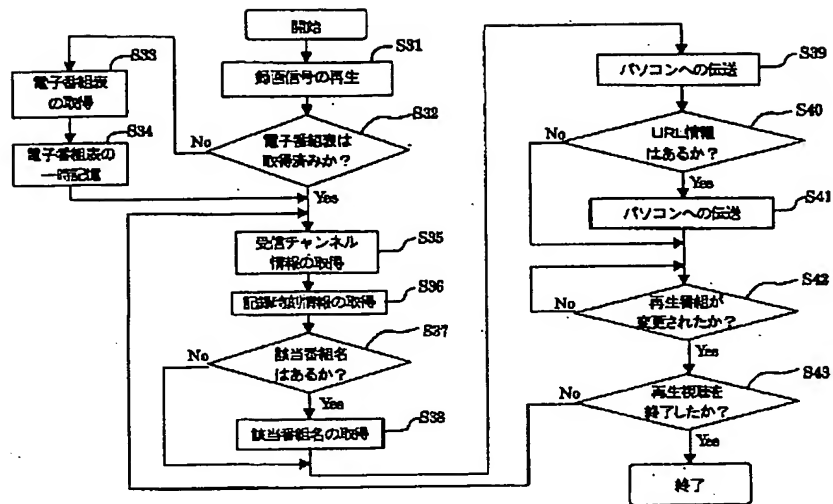 開始
S31
録画信号の再生
S32
電子番組表は
取得済みか？
No
Yes
S33
電子番組表
の取得
S34
電子番組表の
一時記憶
S35
受信チャンネル
情報の取得
S36
記録時刻情報の取得
S37
該当番組名
はあるか？
No
Yes
S38
該当番組名の取得
S39
パソコンへの伝送
S40
URL情報
はあるか？
No
Yes
S41
パソコンへの伝送
S42
再生番組が
変更されたか？
No
Yes
S43
再生視聴を
終了したか？
No
Yes
終了